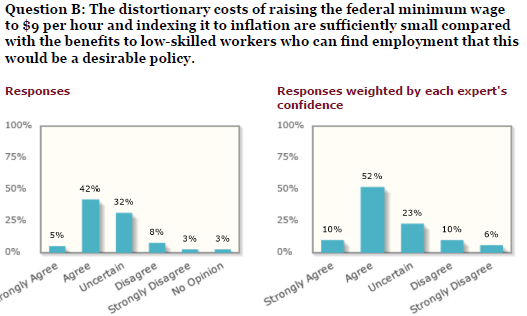 Question B: The distortionary costs of raising the federal minimum wage
to $9 per hour and indexing it to inflation are sufficiently small compared
with the benefits to low-skilled workers who can find employment that this
would be a desirable policy.
Responses
100%
75%
50%
25%
0%
5%
42%
32%
8%
3%
3%
rongly Agree
Agree
Uncertain
Disagree
Strongly Disagree
No Opinion
Responses weighted by each expert's
confidence
100%
75%
50%
25%
0%
10%
52%
23%
10%
6%
Strongly Agree
Agree
Uncertain
Disagree
Strongly Disagree